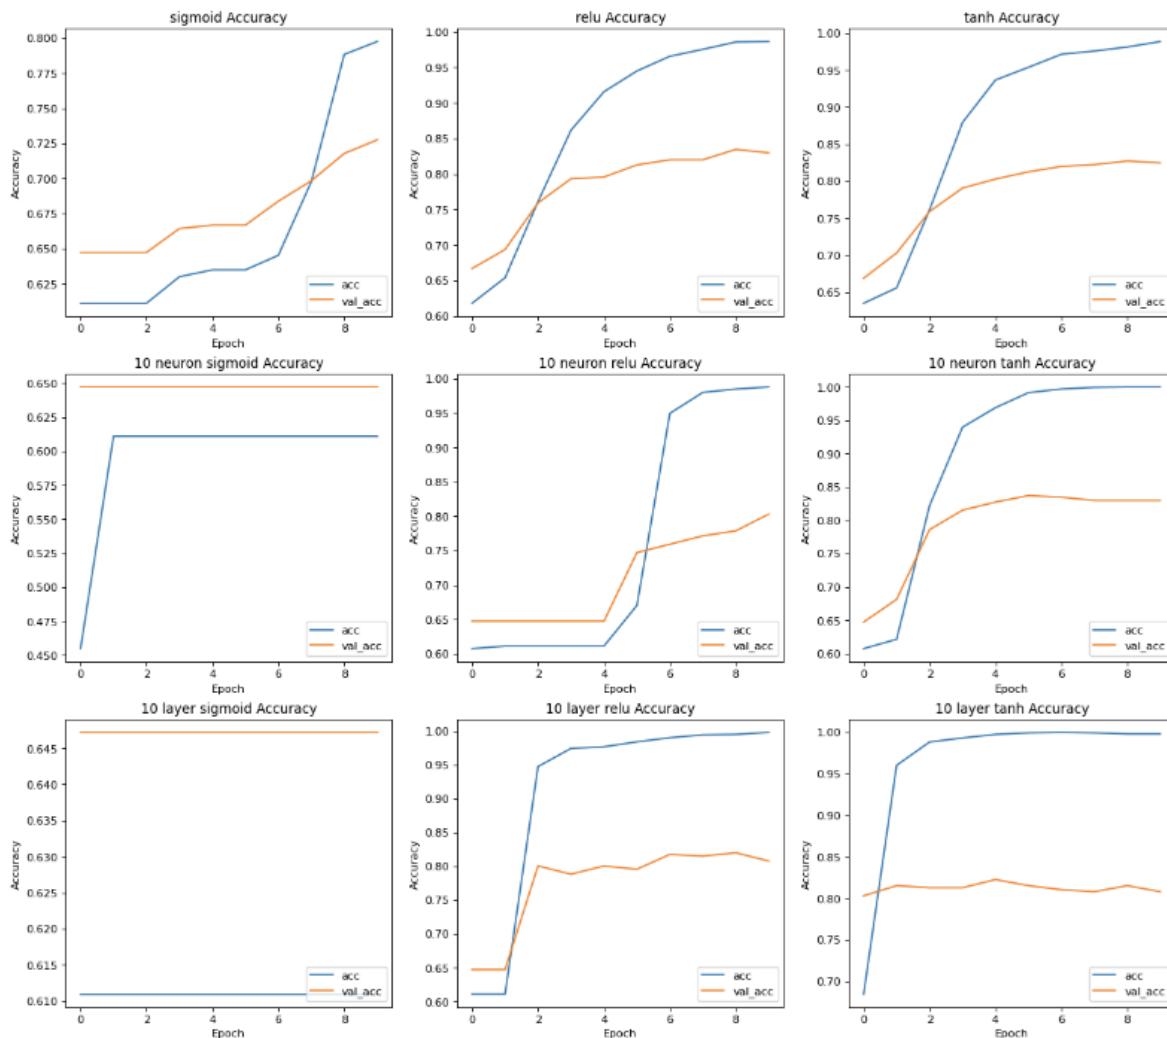 sigmoid Accuracy
0.800
0.775
0.750
0.725
0.700
0.675
0.650
0.625
Accuracy
acc
val_acc
0 2 4 6 8
Epoch
relu Accuracy
1.00
0.95
0.90
0.85
0.80
0.75
0.70
0.65
0.60
Accuracy
acc
val_acc
0 2 4 6 8
Epoch
tanh Accuracy
1.00
0.95
0.90
0.85
0.80
0.75
0.70
0.65
Accuracy
acc
val_acc
0 2 4 6 8
Epoch
10 neuron sigmoid Accuracy
0.650
0.625
0.600
0.575
0.550
0.525
0.500
0.475
0.450
Accuracy
acc
val_acc
0 2 4 6 8
Epoch
10 neuron relu Accuracy
1.00
0.95
0.90
0.85
0.80
0.75
0.70
0.65
0.60
Accuracy
acc
val_acc
0 2 4 6 8
Epoch
10 neuron tanh Accuracy
1.00
0.95
0.90
0.85
0.80
0.75
0.70
0.65
0.60
Accuracy
acc
val_acc
0 2 4 6 8
Epoch
10 layer sigmoid Accuracy
0.645
0.640
0.635
0.630
0.625
0.620
0.615
0.610
Accuracy
acc
val_acc
0 2 4 6 8
Epoch
10 layer relu Accuracy
1.00
0.95
0.90
0.85
0.80
0.75
0.70
0.65
0.60
Accuracy
acc
val_acc
0 2 4 6 8
Epoch
10 layer tanh Accuracy
1.00
0.95
0.90
0.85
0.80
0.75
0.70
Accuracy
acc
val_acc
0 2 4 6 8
Epoch